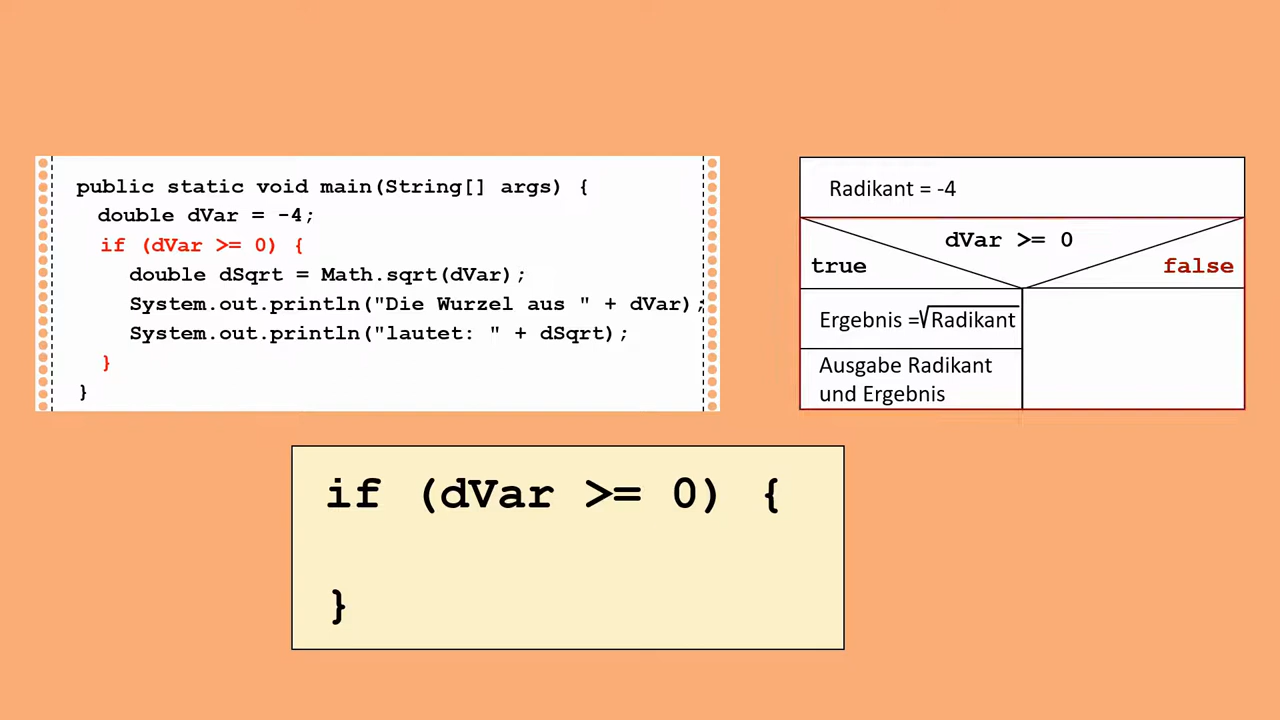 public static void main(String[] args) {
double dVar = -4;
if (dVar >= 0) {
double dSqrt = Math.sqrt(dVar);
System.out.println("Die Wurzel aus " + dVar);
System.out.println("lautet: " + dSqrt);
}
}
Radikant = -4
dVar >= 0
true false
Ergebnis =√Radikant
Ausgabe Radikant
und Ergebnis
if (dVar >= 0) {
}